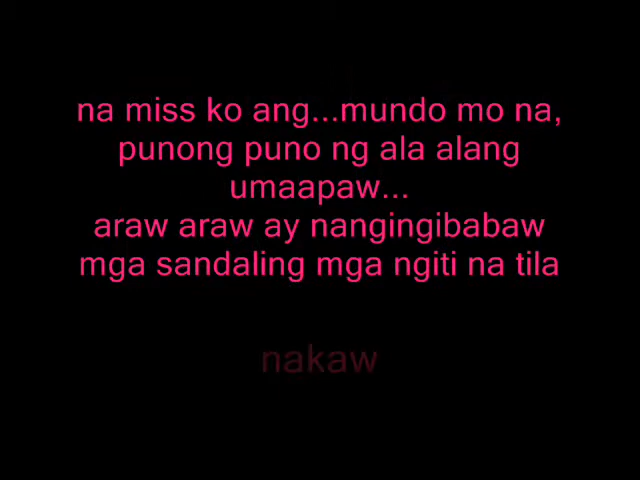 na miss ko ang...mundo mo na,
punong puno ng ala alang
umaapaw...
araw araw ay nangingibabaw
mga sandaling mga ngiti na tila
nakaw